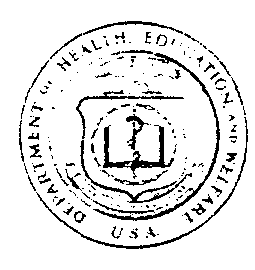 DEPARTMENT OF HEALTH, EDUCATION, AND WELFARE
U.S.A.